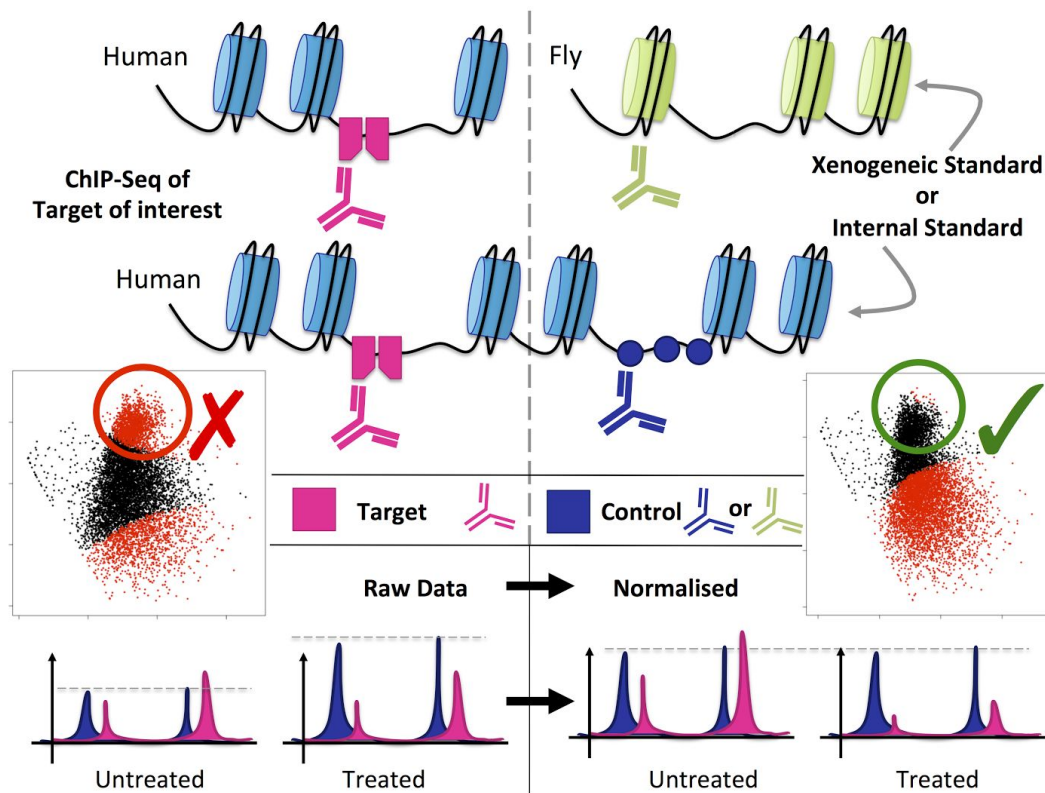 Human
Fly
ChIP-Seq of
Target of interest
Xenogeneic Standard
or
Internal Standard
Human
Target
Control
or
Raw Data
Normalised
Untreated
Treated
Untreated
Treated